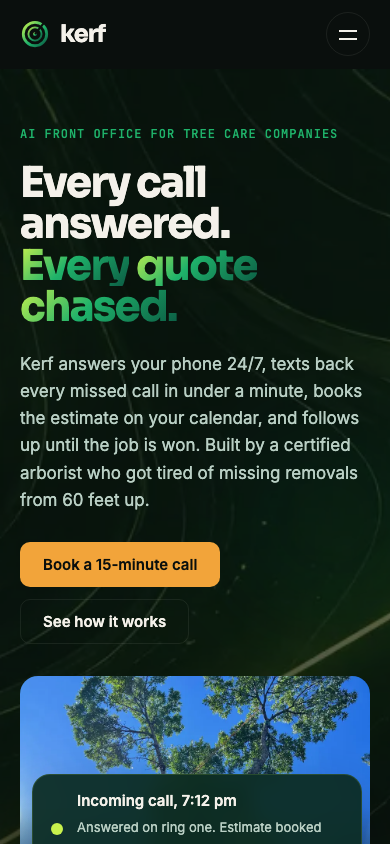 kerf
AI FRONT OFFICE FOR TREE CARE COMPANIES
Every call
answered.
Every quote
chased.
Kerf answers your phone 24/7, texts back
every missed call in under a minute, books
the estimate on your calendar, and follows
up until the job is won. Built by a certified
arborist who got tired of missing removals
from 60 feet up.
Book a 15-minute call
See how it works
Incoming call, 7:12 pm
Answered on ring one. Estimate booked